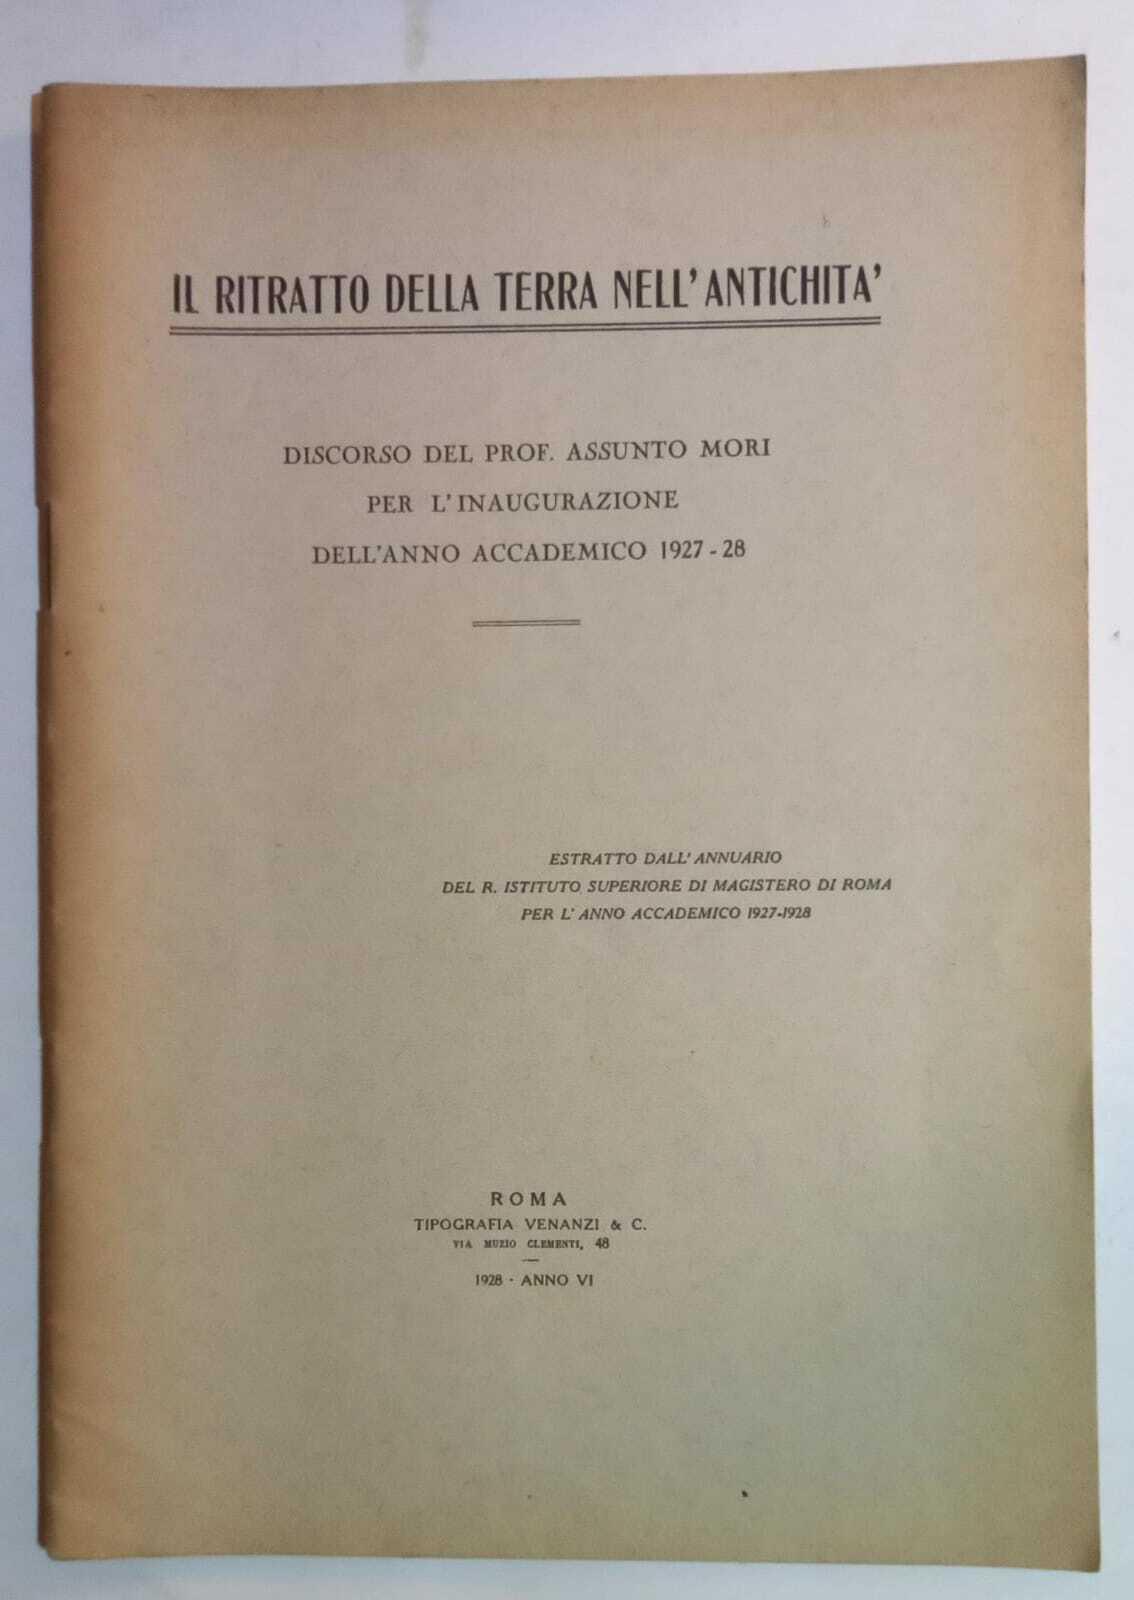 IL RITRATTO DELLA TERRA NELL'ANTICHITA'
DISCORSO DEL PROF. ASSUNTO MORI
PER L'INAUGURAZIONE
DELL'ANNO ACCADEMICO 1927-28
ESTRATTO DALL'ANNUARIO
DEL R. ISTITUTO SUPERIORE DI MAGISTERO DI ROMA
PER L'ANNO ACCADEMICO 1927-1928
ROMA
TIPOGRAFIA VENANZI & C.
VIA MUZIO CLEMENTI, 48
1928 - ANNO VI